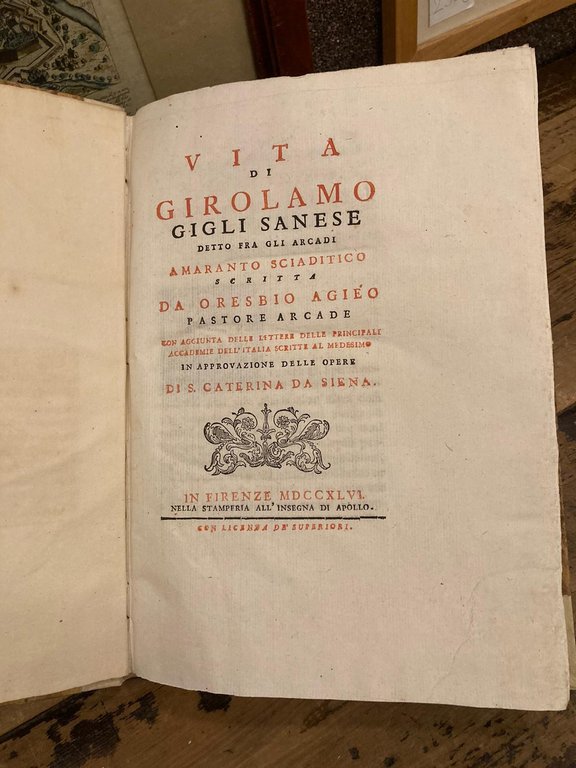 VITA
DI
GIROLAMO
GIGLI SANESE
DETTO FRA GLI ARCADI
AMARANTO SCIADITICO
SCRITTA
DA ORESBIO AGIÉO
PASTORE ARCADE
CON AGGIUNTA DELLE LETTERE DELLE PRINCIPALI
ACCADEMIE DELL'ITALIA SCRITTE AL MEDESIMO
IN APPROVAZIONE DELLE OPERE
DI S. CATERINA DA SIENA.
IN FIRENZE MDCCXLVI.
NELLA STAMPERIA ALL'INSEGNA DI APOLLO.
CON LICENZA DE' SUPERIORI.